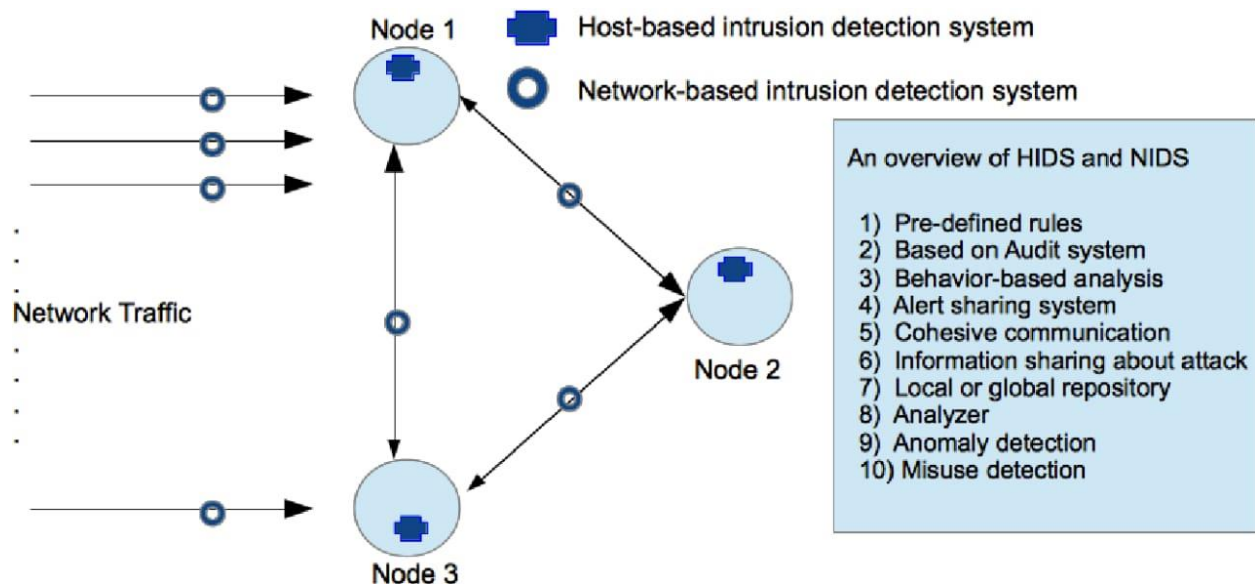 Node 1
Host-based intrusion detection system
Network-based intrusion detection system
Network Traffic
Node 2
Node 3
An overview of HIDS and NIDS
1) Pre-defined rules
2) Based on Audit system
3) Behavior-based analysis
4) Alert sharing system
5) Cohesive communication
6) Information sharing about attack
7) Local or global repository
8) Analyzer
9) Anomaly detection
10) Misuse detection